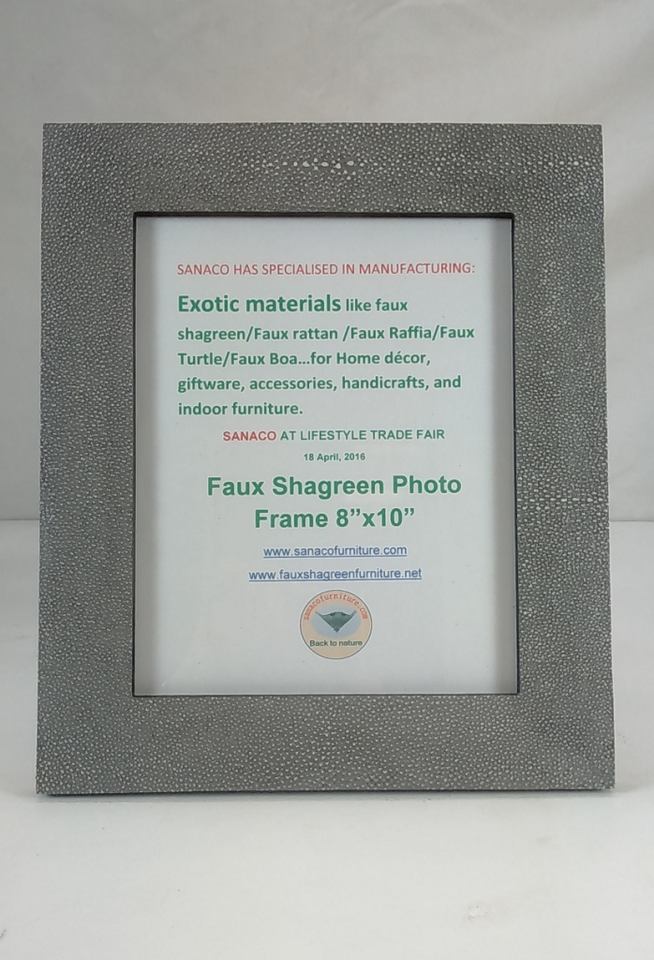 SANACO HAS SPECIALISED IN MANUFACTURING:
Exotic materials like faux
shagreen/Faux rattan /Faux Raffia/Faux
Turtle/Faux Boa...for Home décor,
giftware, accessories, handicrafts, and
indoor furniture.
SANACO AT LIFESTYLE TRADE FAIR
18 April, 2016
Faux Shagreen Photo
Frame 8”x10”
www.sanacofurniture.com
www.fauxshagreenfurniture.net
sanacofurniture.com
Back to nature